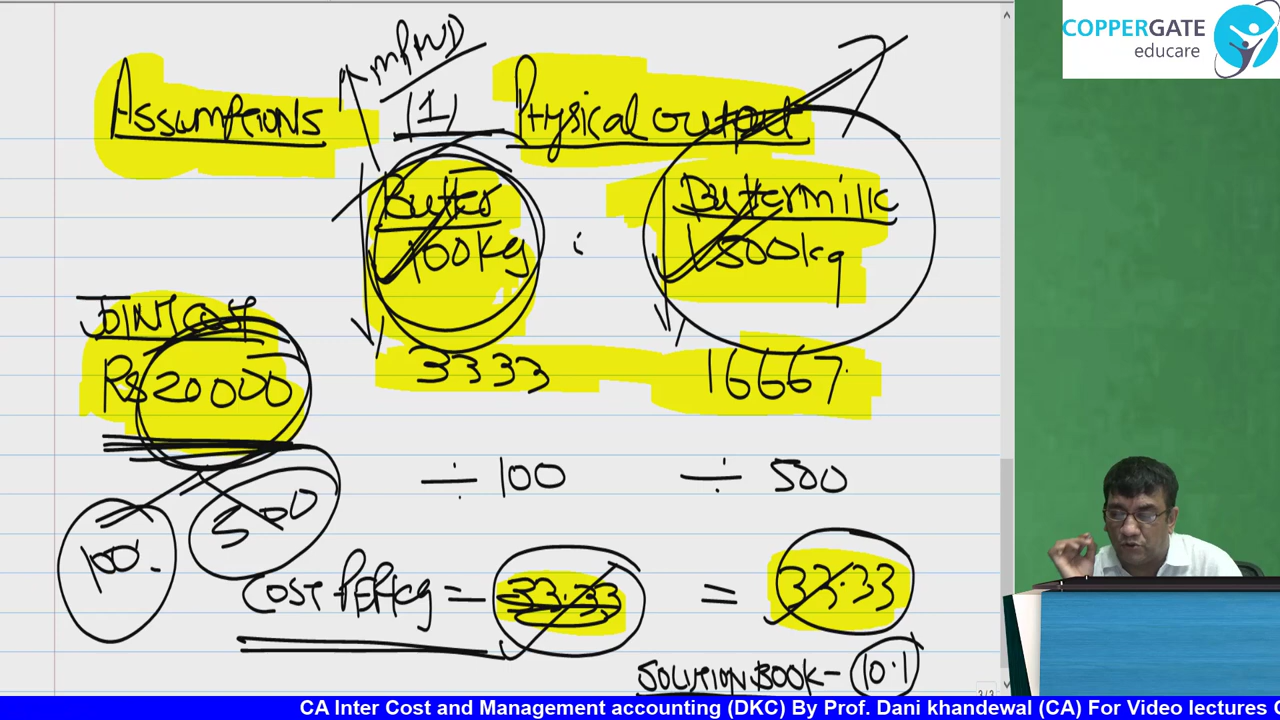 COPPERGATE
educare
Assumptions
(1) Physical output
Butter
100kg
:
Buttermilk
500kg
Joint Cost
Rs 20000
3333
16667
100
500
÷ 100
÷ 500
Cost PER kg = 33.33 = 33.33
SOLUTION BOOK - 10.1
3/3
CA Inter Cost and Management accounting (DKC) By Prof. Dani khandewal (CA) For Video lectures C